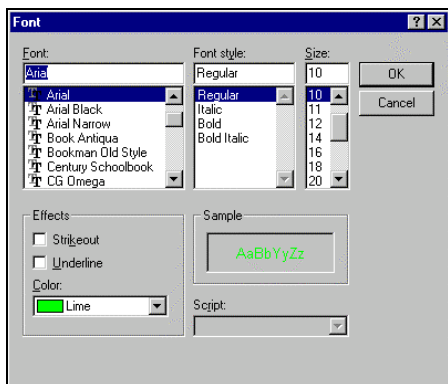 Font
Font: Font style: Size:
Arial Regular 10 OK
Arial Regular 10 Cancel
Arial Black Italic 11
Arial Narrow Bold 12
Book Antiqua Bold Italic 14
Bookman Old Style 16
Century Schoolbook 18
CG Omega 20
Effects Sample
Strikeout
Underline AaBbYyZz
Color:
Lime Script: